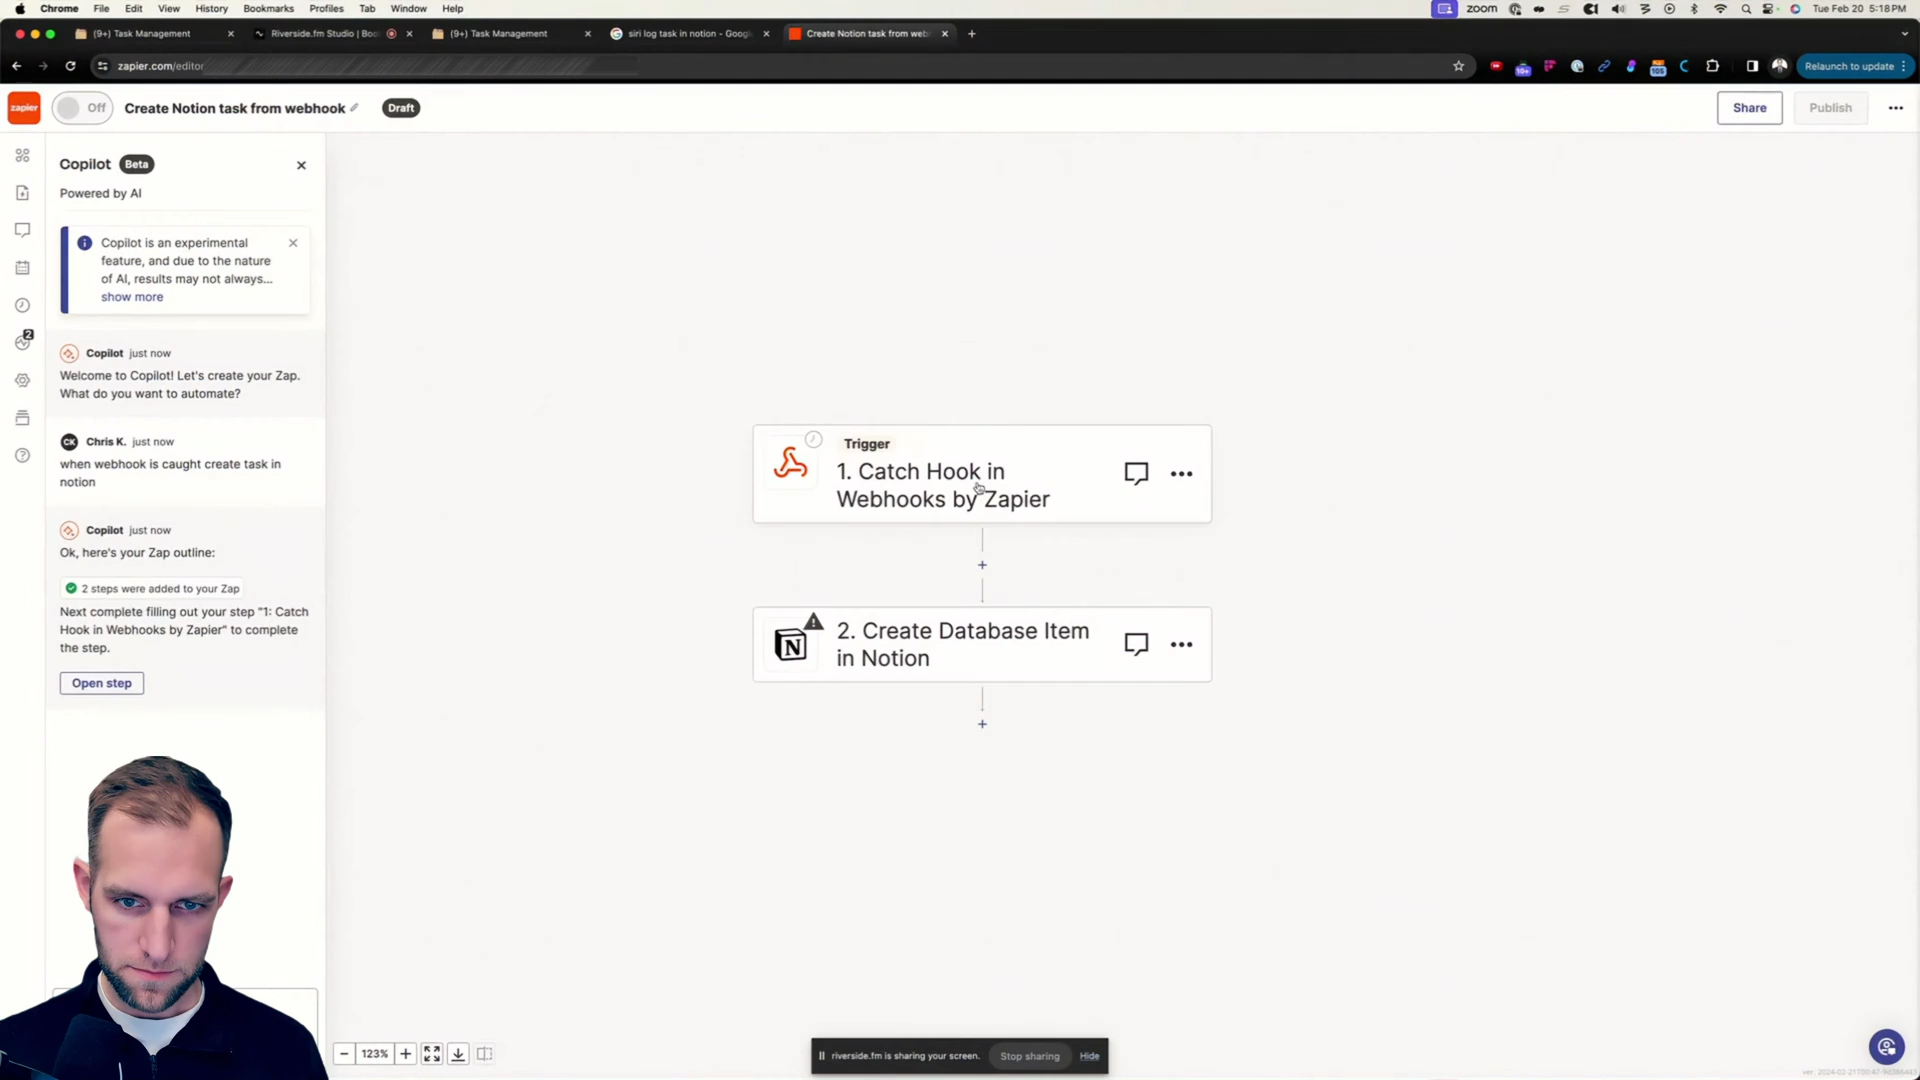 Chrome File Edit View History Bookmarks Profiles Tab Window Help
zoom Tue Feb 20 5:18 PM
(9+) Task Management
Riverside.fm Studio | Boo
(9+) Task Management
siri log task in notion - Google
Create Notion task from web
zapier.com/editor
10+
105
Relaunch to update
zapier
Off
Create Notion task from webhook
Draft
Share
Publish
Copilot
Beta
Powered by AI
Copilot is an experimental
feature, and due to the nature
of AI, results may not always...
show more
2
Copilot just now
Welcome to Copilot! Let's create your Zap.
What do you want to automate?
CK Chris K. just now
when webhook is caught create task in
notion
Copilot just now
Ok, here's your Zap outline:
2 steps were added to your Zap
Next complete filling out your step "1: Catch
Hook in Webhooks by Zapier" to complete
the step.
Open step
Trigger
1. Catch Hook in
Webhooks by Zapier
2. Create Database Item
in Notion
123%
riverside.fm is sharing your screen.
Stop sharing
Hide